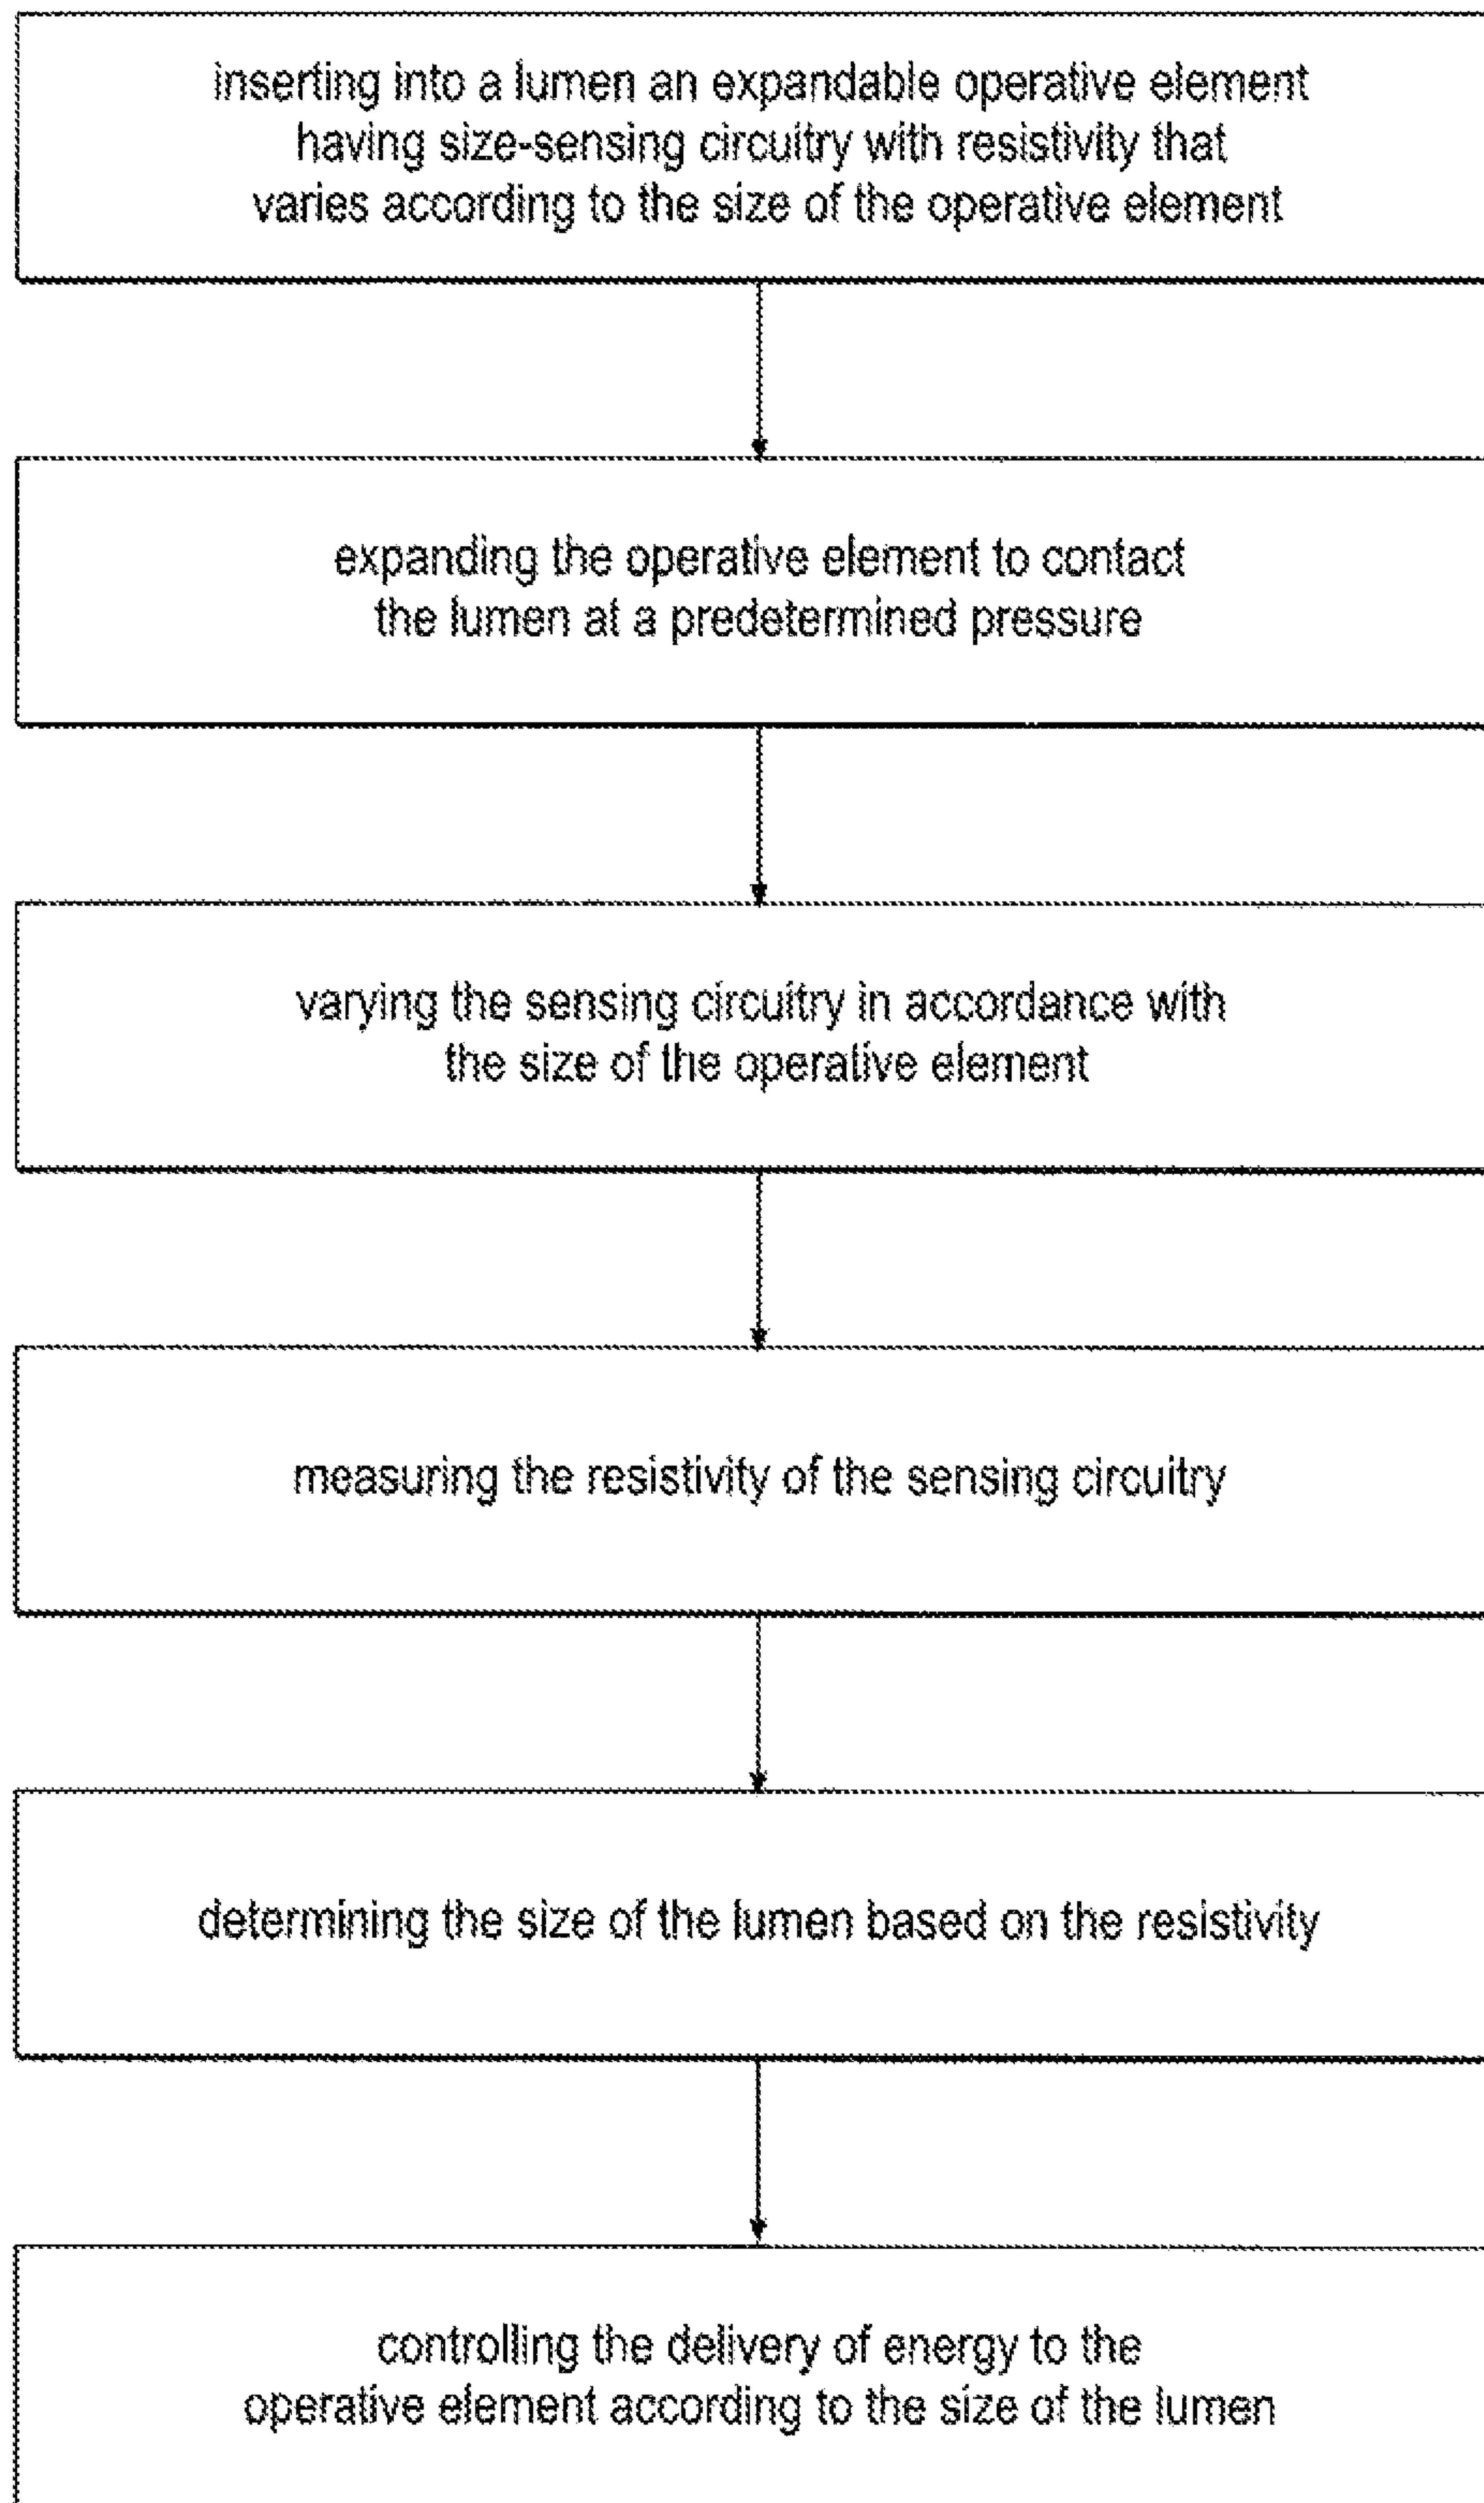 inserting into a lumen an expandable operative element
having size-sensing circuitry with resistivity that
varies according to the size of the operative element
expanding the operative element to contact
the lumen at a predetermined pressure
varying the sensing circuitry in accordance with
the size of the operative element
measuring the resistivity of the sensing circuitry
determining the size of the lumen based on the resistivity
controlling the delivery of energy to the
operative element according to the size of the lumen